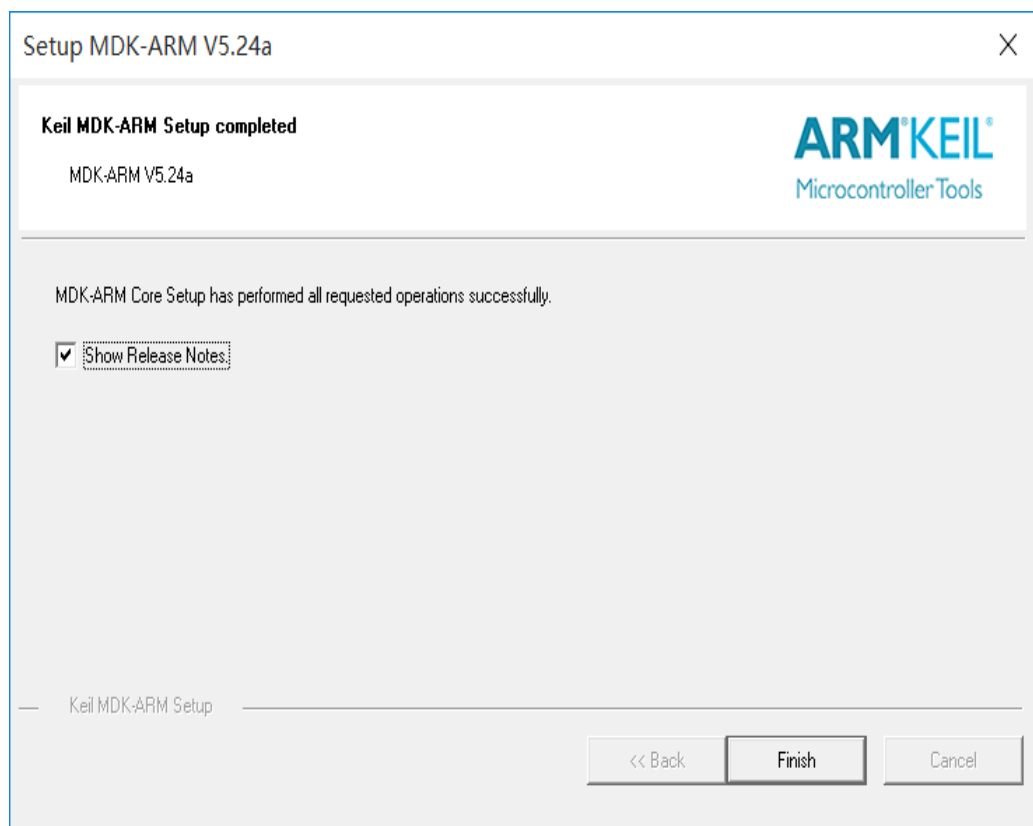 Setup MDK-ARM V5.24a
Keil MDK-ARM Setup completed
MDK-ARM V5.24a
ARM® KEIL®
Microcontroller Tools
MDK-ARM Core Setup has performed all requested operations successfully.
Show Release Notes.
Keil MDK-ARM Setup
<< Back
Finish
Cancel